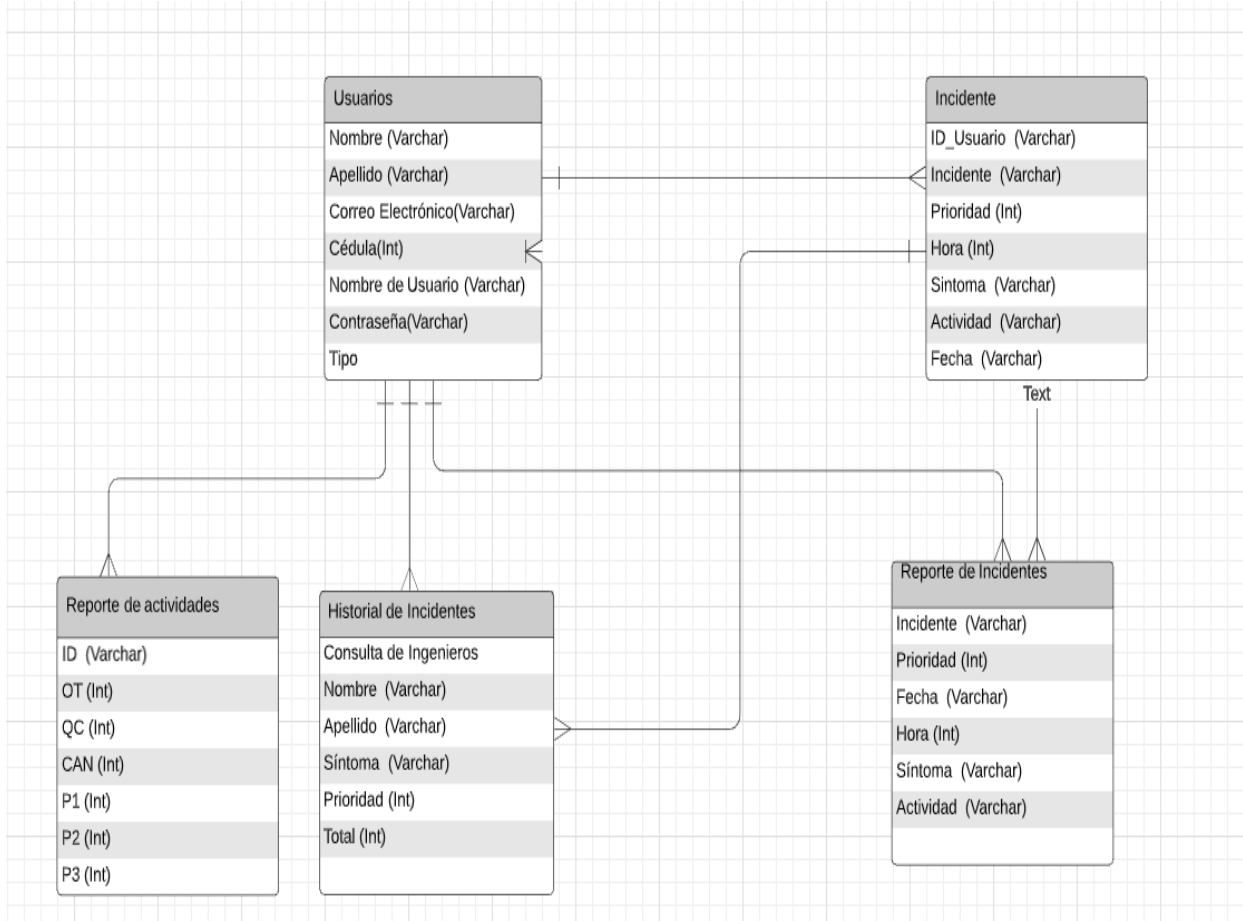 Usuarios
Nombre (Varchar)
Apellido (Varchar)
Correo Electrónico(Varchar)
Cédula(Int)
Nombre de Usuario (Varchar)
Contraseña(Varchar)
Tipo
Incidente
ID_Usuario (Varchar)
Incidente (Varchar)
Prioridad (Int)
Hora (Int)
Sintoma (Varchar)
Actividad (Varchar)
Fecha (Varchar)
Text
Reporte de actividades
ID (Varchar)
OT (Int)
QC (Int)
CAN (Int)
P1 (Int)
P2 (Int)
P3 (Int)
Historial de Incidentes
Consulta de Ingenieros
Nombre (Varchar)
Apellido (Varchar)
Síntoma (Varchar)
Prioridad (Int)
Total (Int)
Reporte de Incidentes
Incidente (Varchar)
Prioridad (Int)
Fecha (Varchar)
Hora (Int)
Síntoma (Varchar)
Actividad (Varchar)